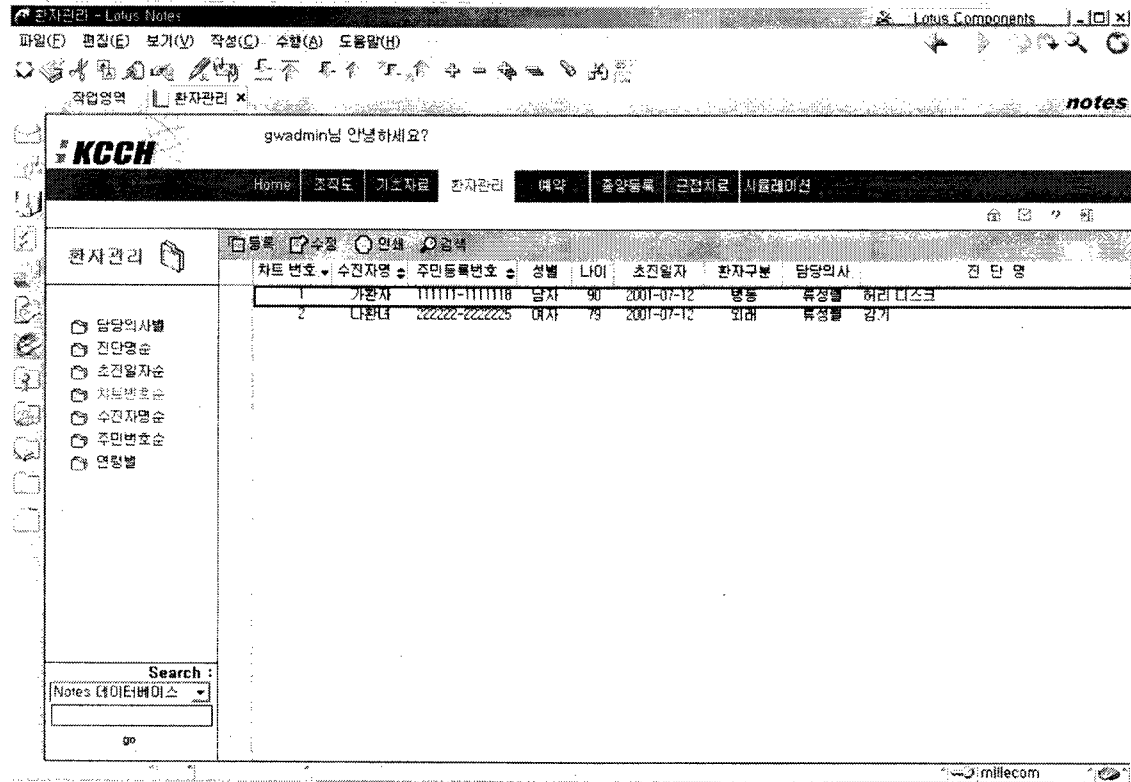 환자관리 - Lotus Notes
Lotus Components
파일(F) 편집(E) 보기(V) 작성(C) 수행(A) 도움말(H)
작업영역 환자관리
notes
KCCH
gwadmin님 안녕하세요?
Home 조직도 기초자료 환자관리 예약 종양등록 근접치료 시뮬레이션
환자관리
등록 수정 인쇄 검색
차트 번호 수진자명 주민등록번호 성별 나이 초진일자 환자구분 담당의사 진 단 명
1 가환자 111111-1111118 남자 90 2001-07-12 병동 류성렬 허리 디스크
2 나환녀 222222-2222225 여자 79 2001-07-12 외래 류성렬 감기
담당의사별
진단명순
초진일자순
차트번호순
수진자명순
주민번호순
연령별
Search :
Notes 데이터베이스
go
millecom